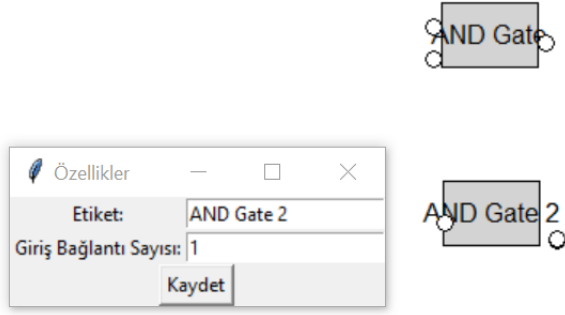 AND Gate
Özellikler
Etiket: AND Gate 2
Giriş Bağlantı Sayısı: 1
Kaydet
AND Gate 2